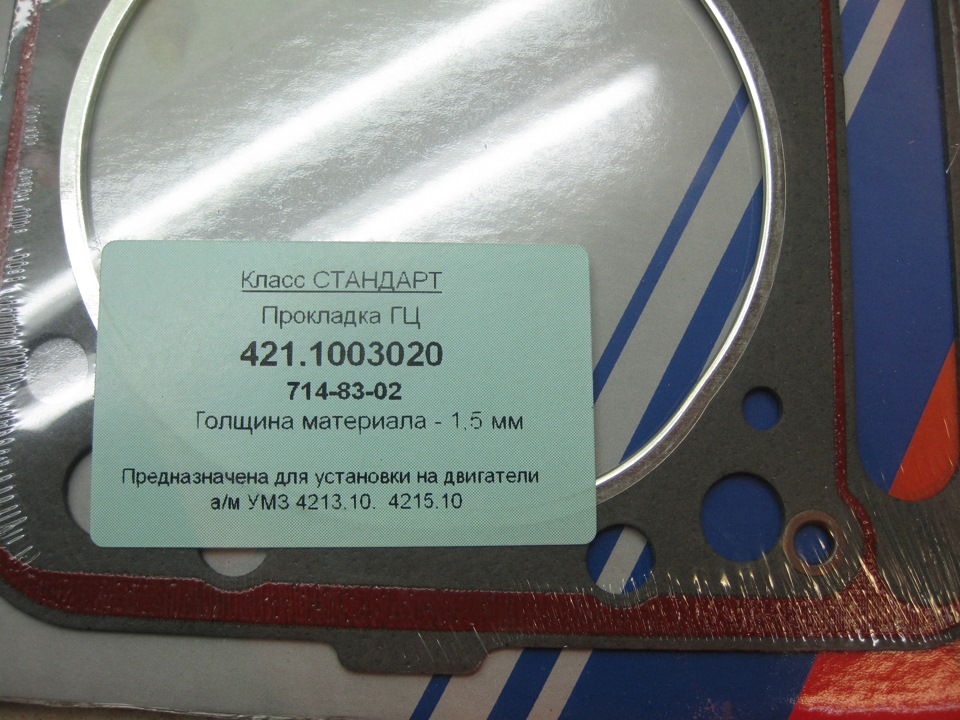 Класс СТАНДАРТ
Прокладка ГЦ
421.1003020
714-83-02
Толщина материала - 1,5 мм
Предназначена для установки на двигатели
а/м УМЗ 4213.10. 4215.10